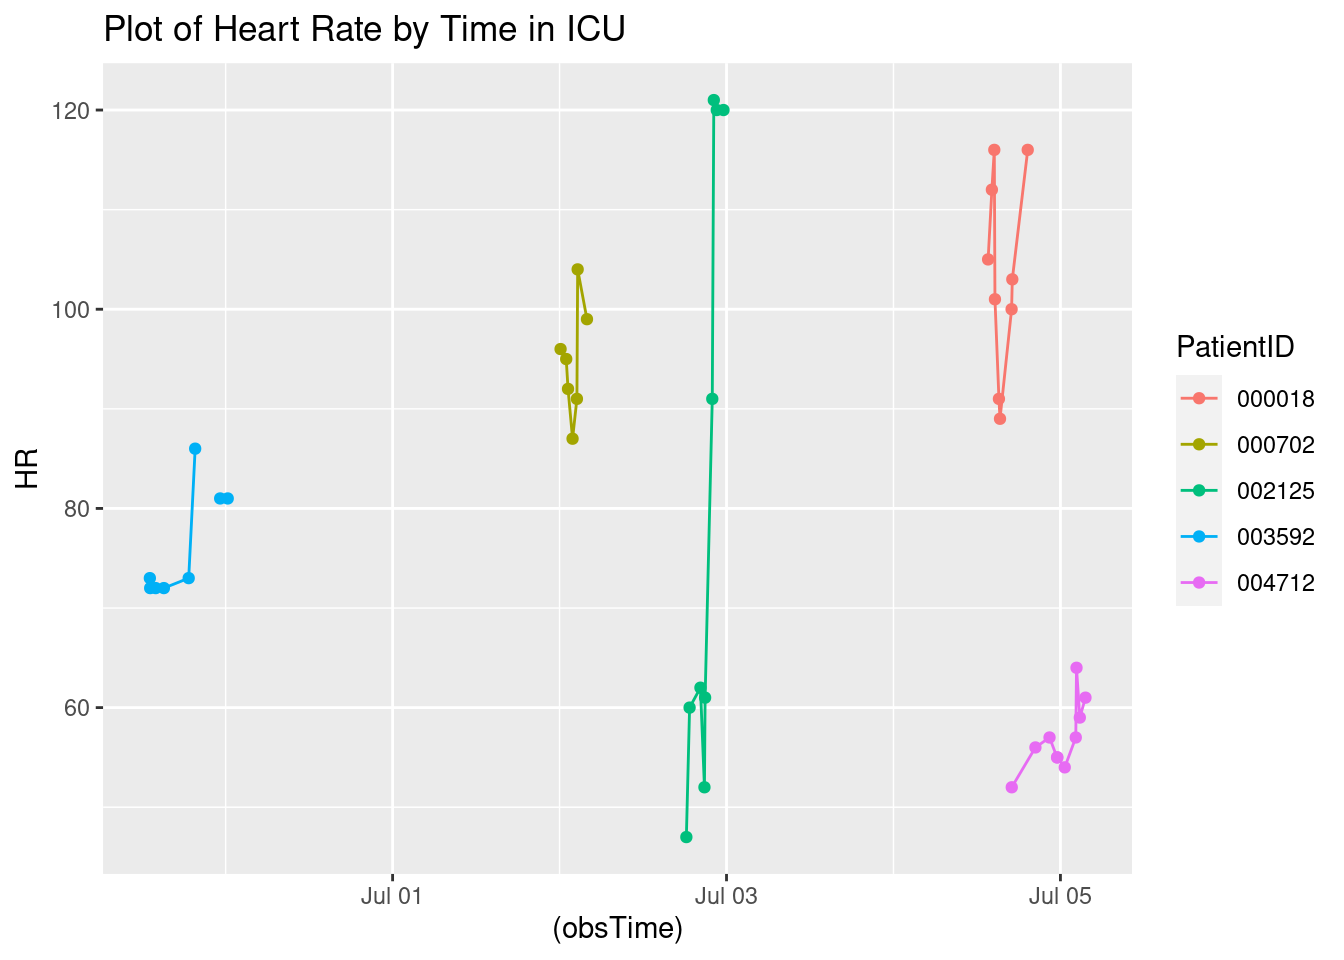 Plot of Heart Rate by Time in ICU
120
100
80
60
HR
Jul 01
Jul 03
Jul 05
(obsTime)
PatientID
000018
000702
002125
003592
004712